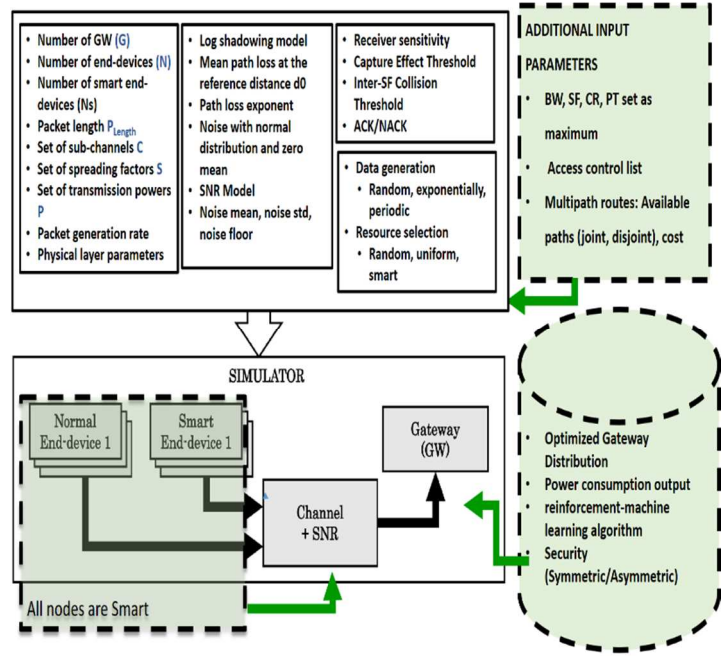 • Number of GW (G)
• Number of end-devices (N)
• Number of smart end-
devices (Ns)
• Packet length PLength
• Set of sub-channels C
• Set of spreading factors S
• Set of transmission powers
P
• Packet generation rate
• Physical layer parameters
• Log shadowing model
• Mean path loss at the
reference distance d0
• Path loss exponent
• Noise with normal
distribution and zero
mean
• SNR Model
• Noise mean, noise std,
noise floor
• Receiver sensitivity
• Capture Effect Threshold
• Inter-SF Collision
Threshold
• ACK/NACK
• Data generation
• Random, exponentially,
periodic
• Resource selection
• Random, uniform,
smart
ADDITIONAL INPUT
PARAMETERS
• BW, SF, CR, PT set as
maximum
• Access control list
• Multipath routes: Available
paths (joint, disjoint), cost
SIMULATOR
Normal
End-device 1
Smart
End-device 1
Gateway
(GW)
Channel
+ SNR
All nodes are Smart
• Optimized Gateway
Distribution
• Power consumption output
• reinforcement-machine
learning algorithm
• Security
(Symmetric/Asymmetric)